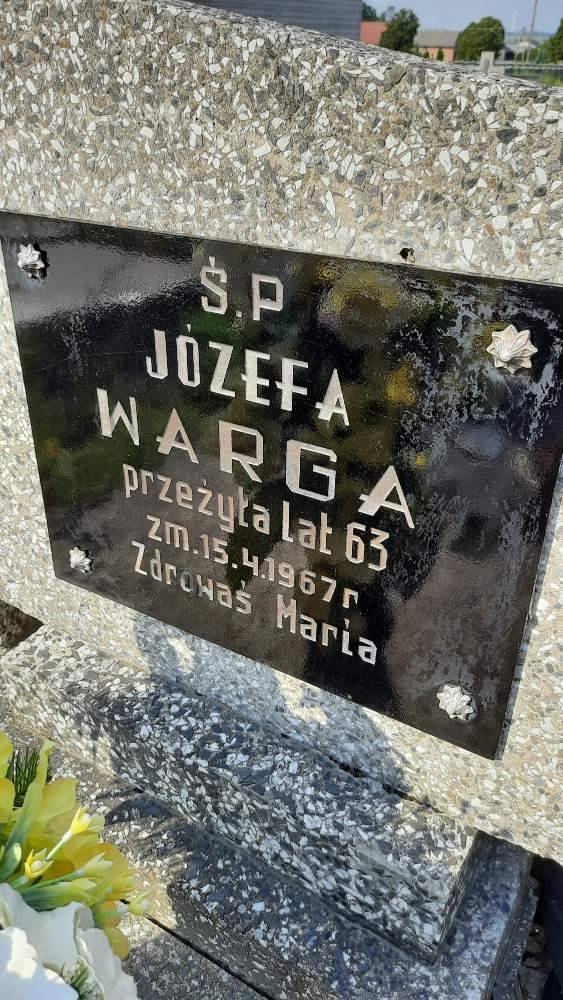 Ś.P
JÓZEFA
WARGA
przeżyła lat 63
zm.15.4.1967r
Zdrowaś Maria